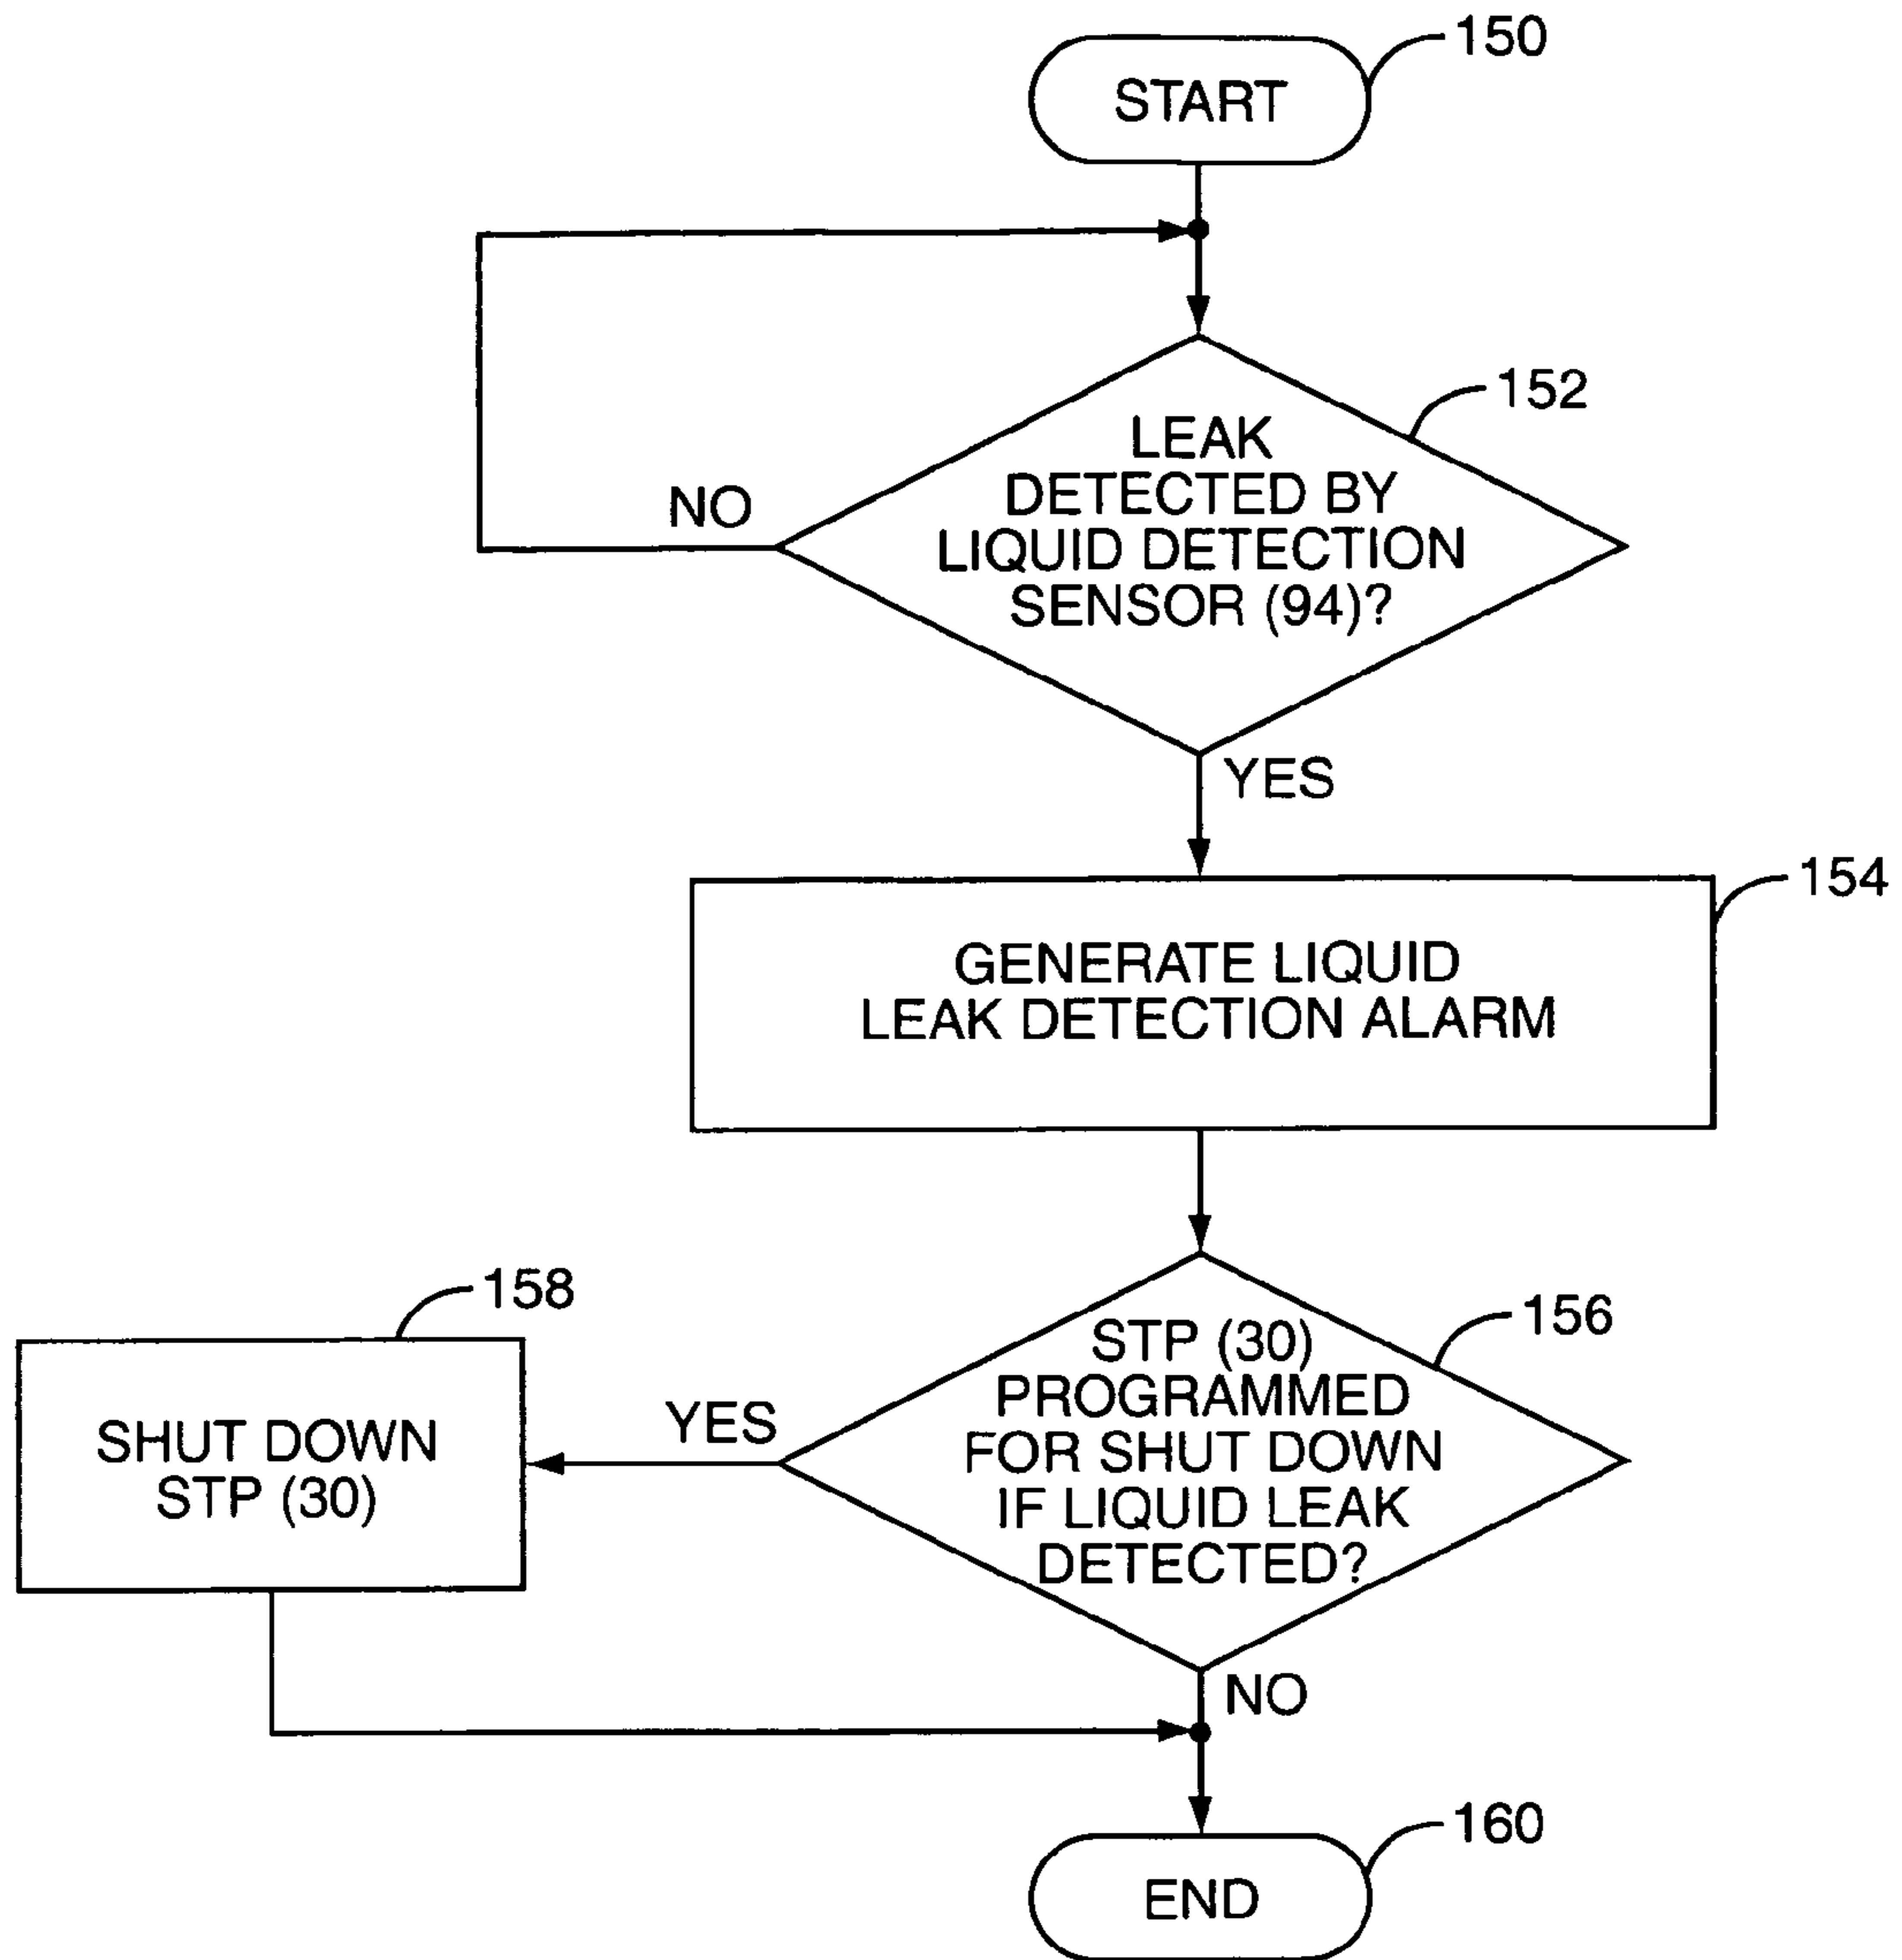 150
START
152
LEAK
DETECTED BY
LIQUID DETECTION
SENSOR (94)?
NO
YES
154
GENERATE LIQUID
LEAK DETECTION ALARM
158
156
STP (30)
PROGRAMMED
FOR SHUT DOWN
IF LIQUID LEAK
DETECTED?
YES
SHUT DOWN
STP (30)
NO
160
END